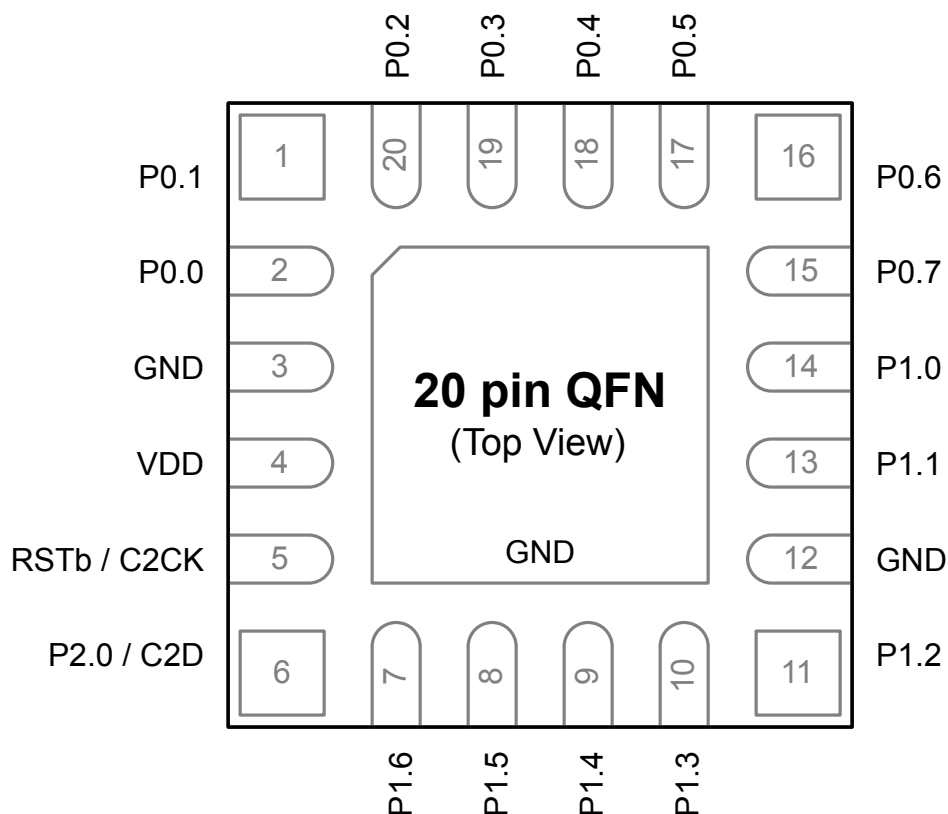 P0.2
P0.3
P0.4
P0.5
20
19
18
17
1
16
P0.1
P0.6
P0.0
2
15
P0.7
GND
3
14
P1.0
20 pin QFN
(Top View)
VDD
4
13
P1.1
RSTb / C2CK
5
GND
12
GND
P2.0 / C2D
6
7
8
9
10
11
P1.2
P1.6
P1.5
P1.4
P1.3